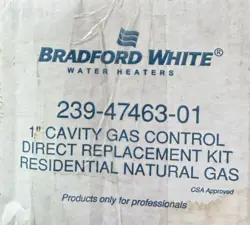 BRADFORD WHITE®
WATER HEATERS
239-47463-01
1" CAVITY GAS CONTROL
DIRECT REPLACEMENT KIT
RESIDENTIAL NATURAL GAS
CSA Approved
Products only for professionals